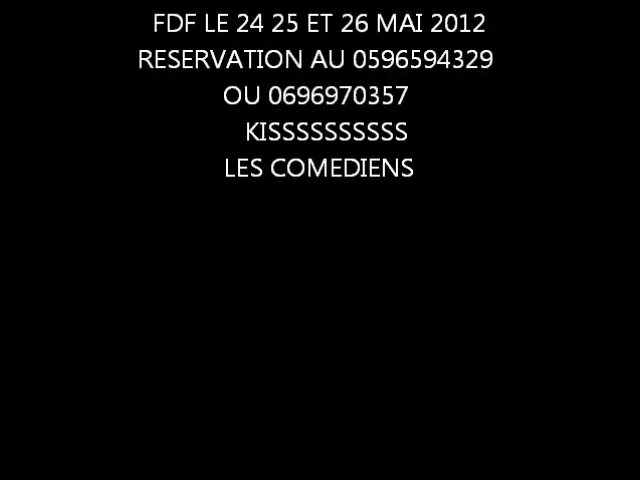 FDF LE 24 25 ET 26 MAI 2012
RESERVATION AU 0596594329
OU 0696970357
KISSSSSSSSSS
LES COMEDIENS